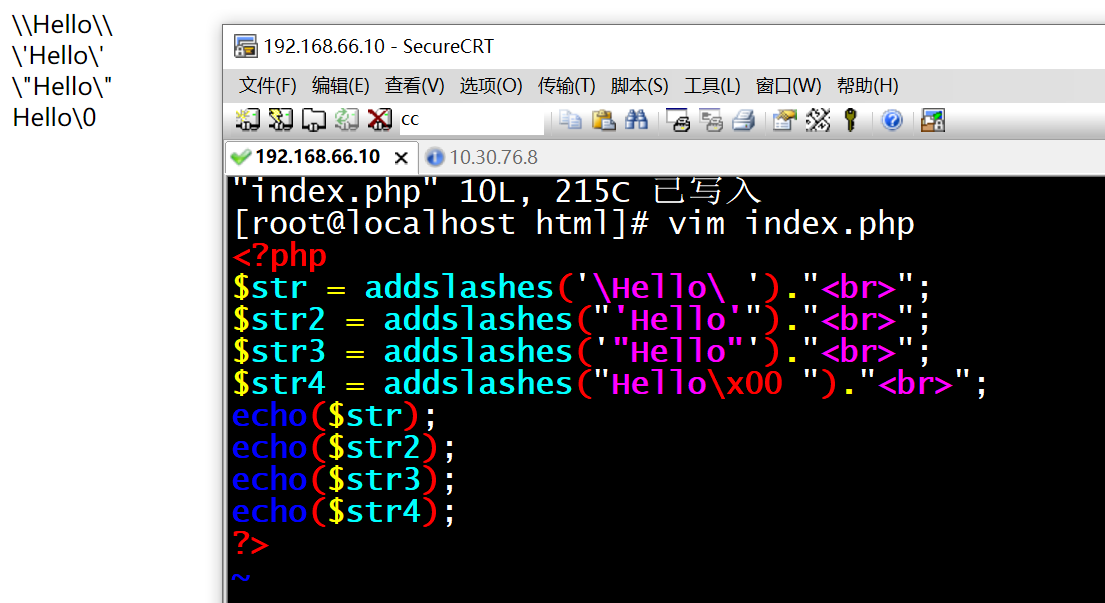 \\Hello\\
\'Hello\'
\"Hello\"
Hello\0
192.168.66.10 - SecureCRT
文件(F) 编辑(E) 查看(V) 选项(O) 传输(T) 脚本(S) 工具(L) 窗口(W) 帮助(H)
cc
192.168.66.10 × 10.30.76.8
"index.php" 10L, 215C 已写入
[root@localhost html]# vim index.php
<?php
$str = addslashes('\Hello\ ')."<br>";
$str2 = addslashes("'Hello'")."<br>";
$str3 = addslashes('"Hello"')."<br>";
$str4 = addslashes("Hello\x00 ")."<br>";
echo($str);
echo($str2);
echo($str3);
echo($str4);
?>
~